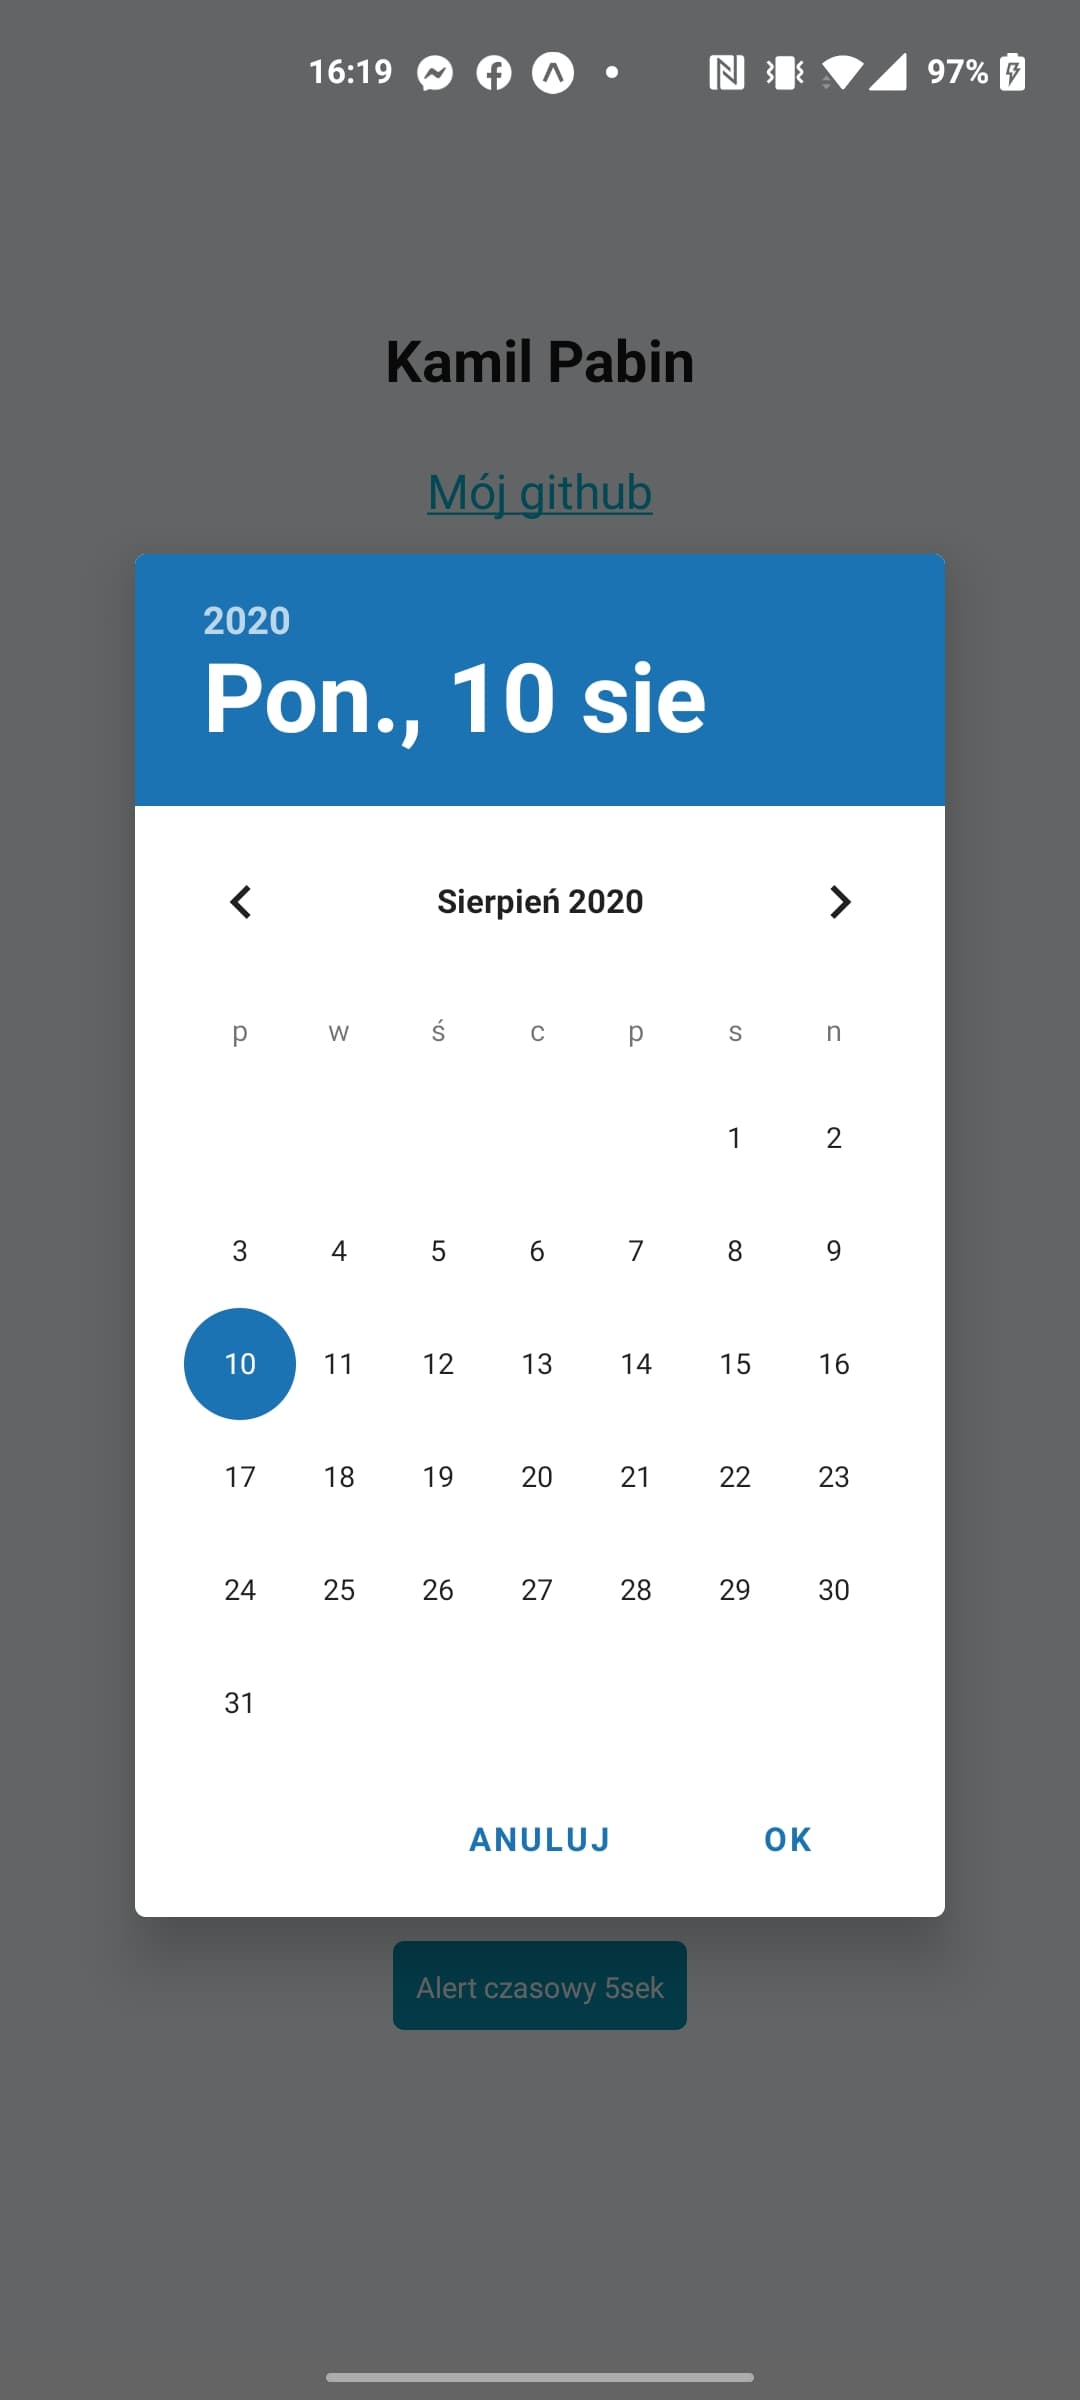 16:19 97%
Kamil Pabin
Mój github
2020
Pon., 10 sie
Sierpień 2020
p w ś c p s n
1 2
3 4 5 6 7 8 9
10 11 12 13 14 15 16
17 18 19 20 21 22 23
24 25 26 27 28 29 30
31
ANULUJ OK
Alert czasowy 5sek